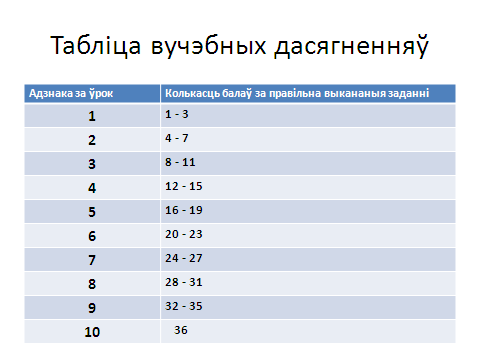 Табліца вучэбных дасягненняў
Адзнака за ўрок Колькасць балаў за правільна выкананыя заданні
1 1 - 3
2 4 - 7
3 8 - 11
4 12 - 15
5 16 - 19
6 20 - 23
7 24 - 27
8 28 - 31
9 32 - 35
10 36